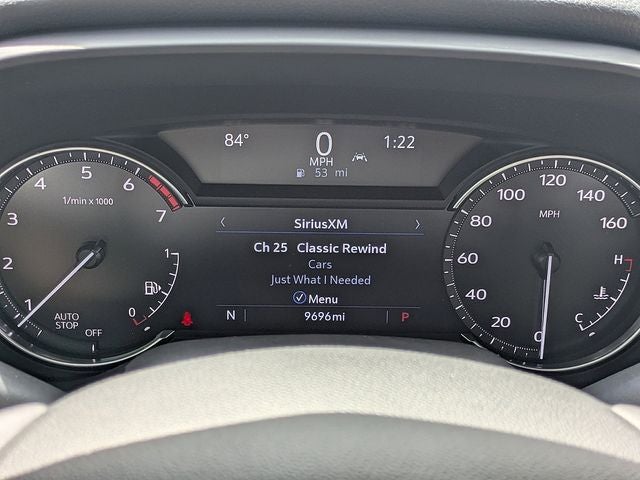 84° 0 1:22
MPH
53 mi
< SiriusXM >
Ch 25 Classic Rewind
Cars
Just What I Needed
Menu
N 9696mi P
1 2 3 4 5 6 7
1/min x 1000
AUTO
STOP
OFF
1
0
0 20 40 60 80 100 120 140 160
MPH
H
C